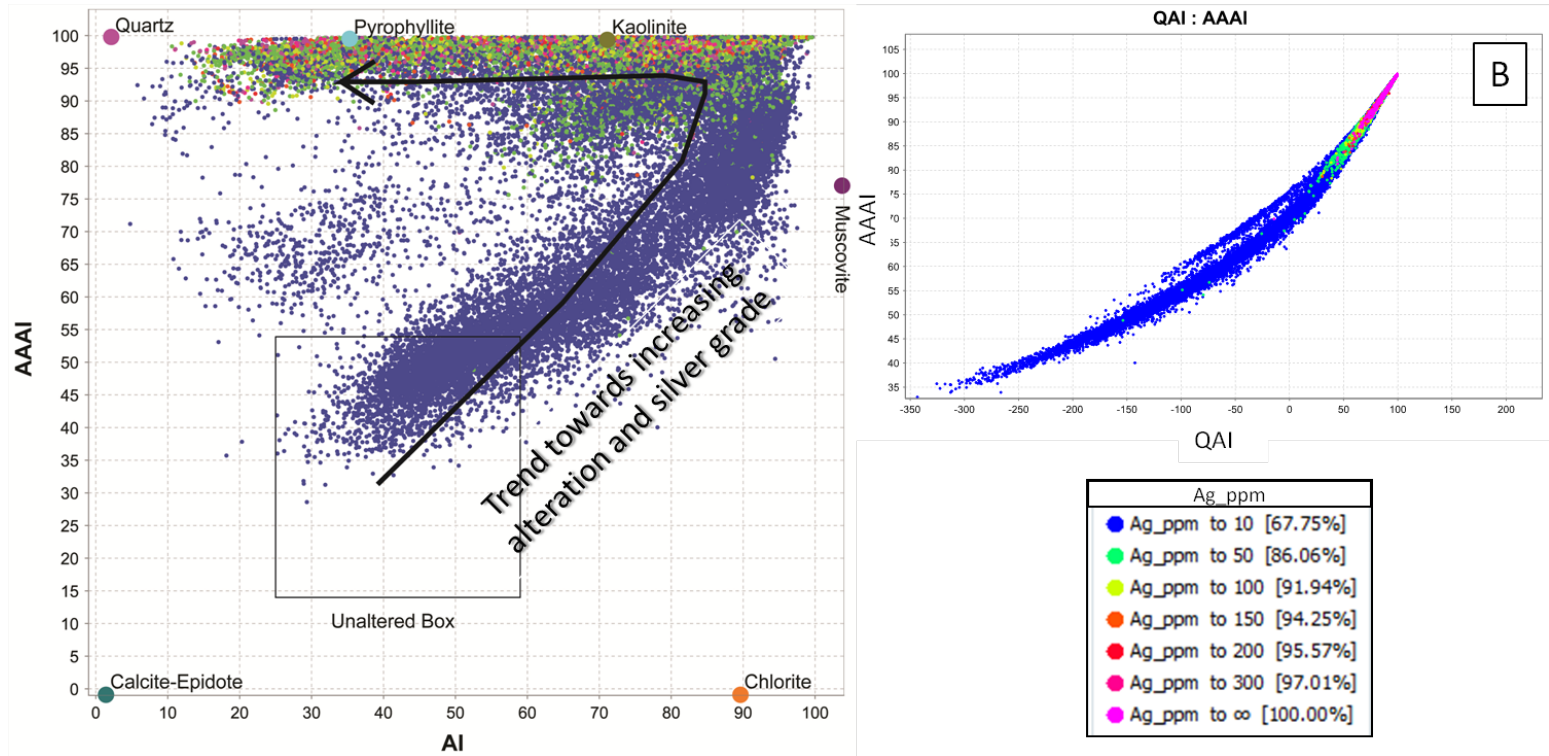 Quartz
Pyrophyllite
Kaolinite
100
95
90
85
80
75
70
65
60
55
50
45
40
35
30
25
20
15
10
5
0
AAAI
Muscovite
Trend towards increasing
alteration and silver grade
Unaltered Box
Calcite-Epidote
Chlorite
0 10 20 30 40 50 60 70 80 90 100
AI
QAI : AAAI
B
105
100
95
90
85
80
75
70
65
60
55
50
45
40
35
AAAI
-350 -300 -250 -200 -150 -100 -50 0 50 100 150 200
QAI
Ag_ppm
Ag_ppm to 10 [67.75%]
Ag_ppm to 50 [86.06%]
Ag_ppm to 100 [91.94%]
Ag_ppm to 150 [94.25%]
Ag_ppm to 200 [95.57%]
Ag_ppm to 300 [97.01%]
Ag_ppm to ∞ [100.00%]